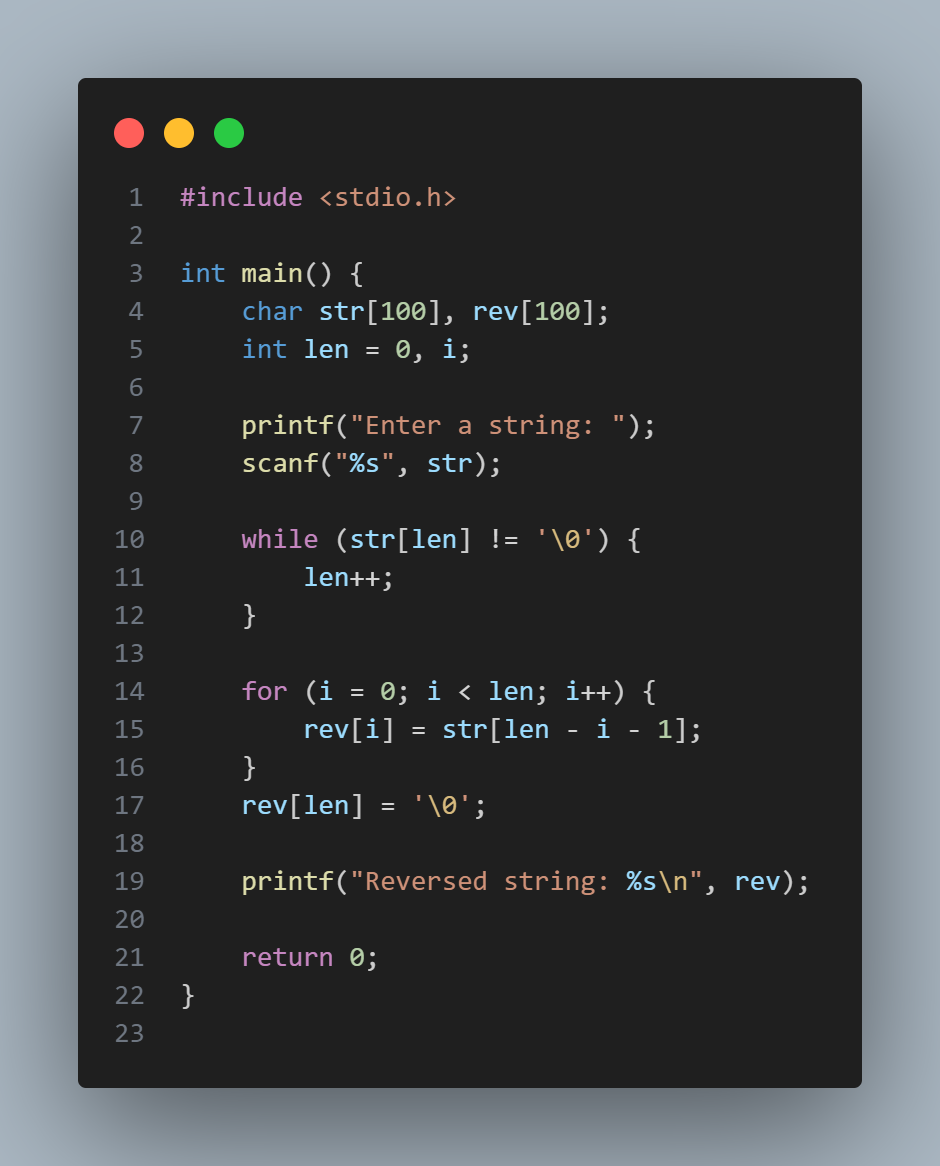 1 #include <stdio.h>
2
3 int main() {
4     char str[100], rev[100];
5     int len = 0, i;
6
7     printf("Enter a string: ");
8     scanf("%s", str);
9
10     while (str[len] != '\0') {
11         len++;
12     }
13
14     for (i = 0; i < len; i++) {
15         rev[i] = str[len - i - 1];
16     }
17     rev[len] = '\0';
18
19     printf("Reversed string: %s\n", rev);
20
21     return 0;
22 }
23